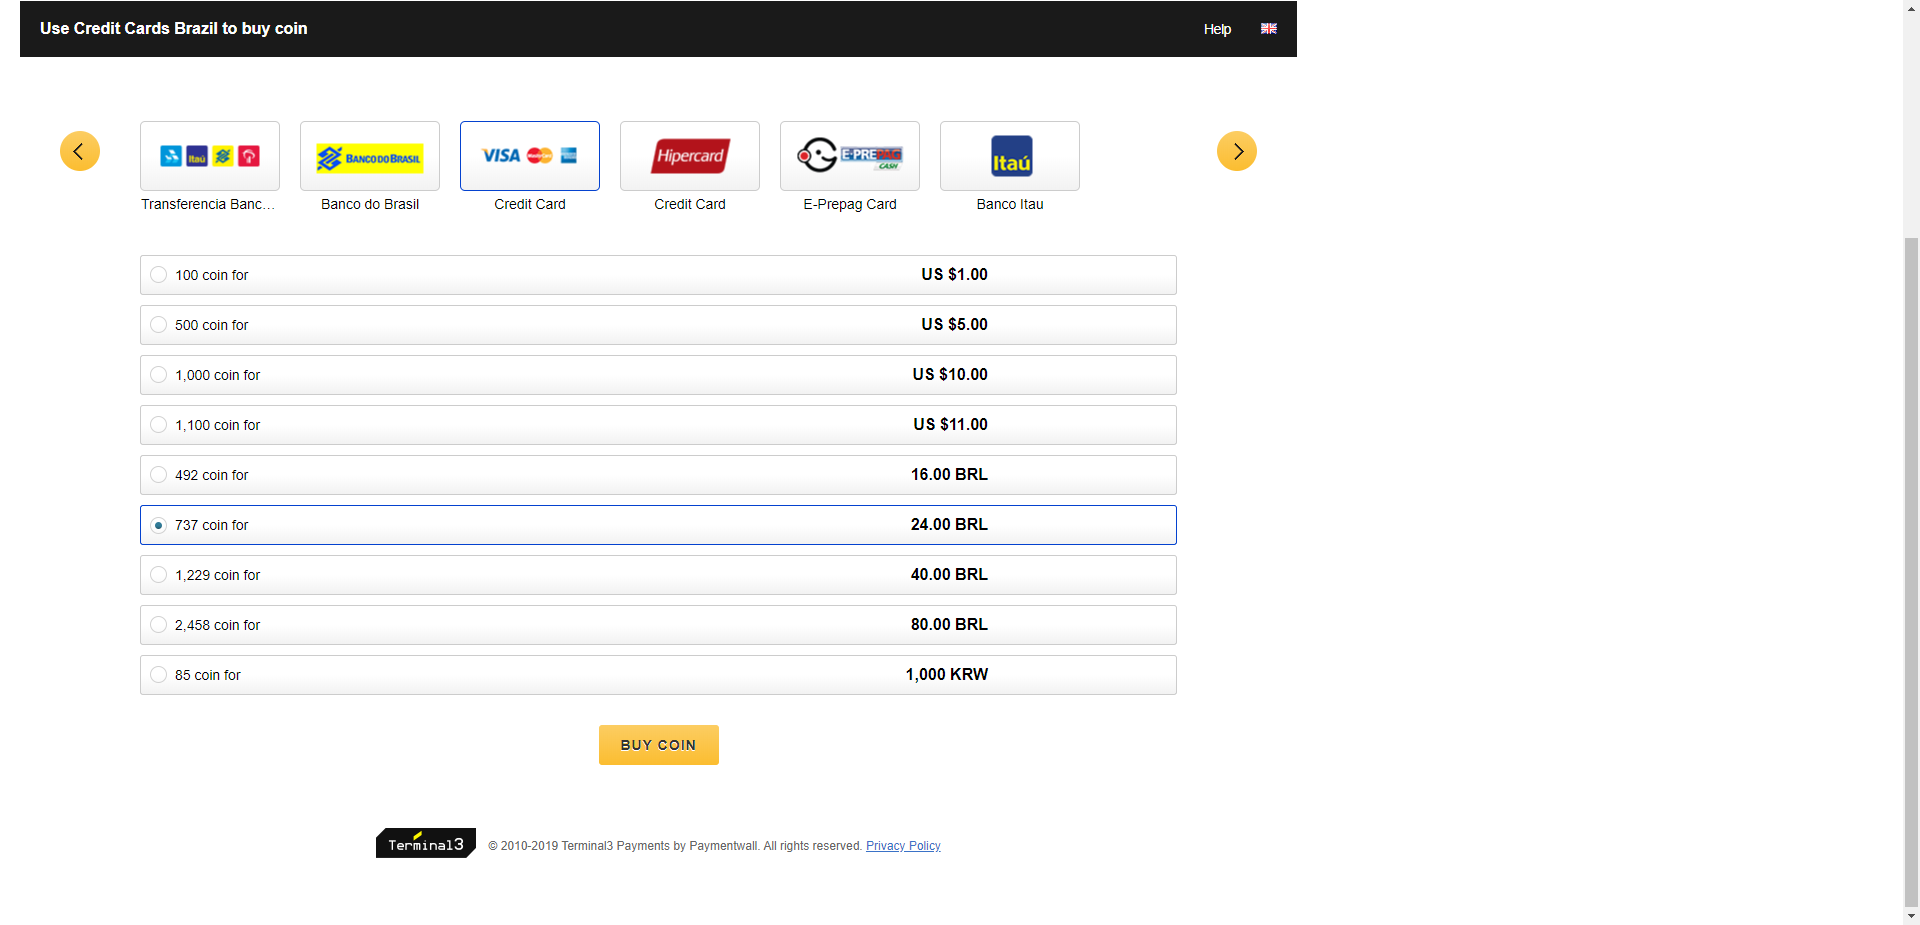 Use Credit Cards Brazil to buy coin
Help
Itaú
BANCO DO BRASIL
VISA
Hipercard
E-PREPAG
CASH
Itaú
Transferencia Banc...
Banco do Brasil
Credit Card
Credit Card
E-Prepag Card
Banco Itau
100 coin for US $1.00
500 coin for US $5.00
1,000 coin for US $10.00
1,100 coin for US $11.00
492 coin for 16.00 BRL
737 coin for 24.00 BRL
1,229 coin for 40.00 BRL
2,458 coin for 80.00 BRL
85 coin for 1,000 KRW
BUY COIN
Terminal3
© 2010-2019 Terminal3 Payments by Paymentwall. All rights reserved. Privacy Policy